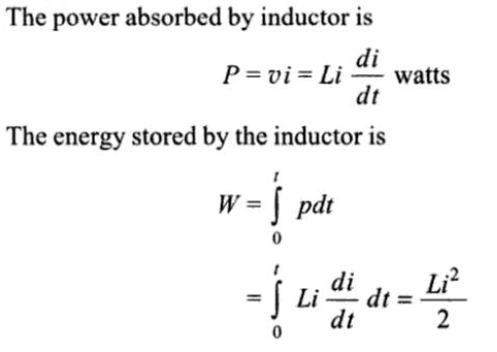 The power absorbed by inductor is
P = vi = Li di/dt watts
The energy stored by the inductor is
W = ∫₀ᵗ pdt
= ∫₀ᵗ Li di/dt dt = Li²/2